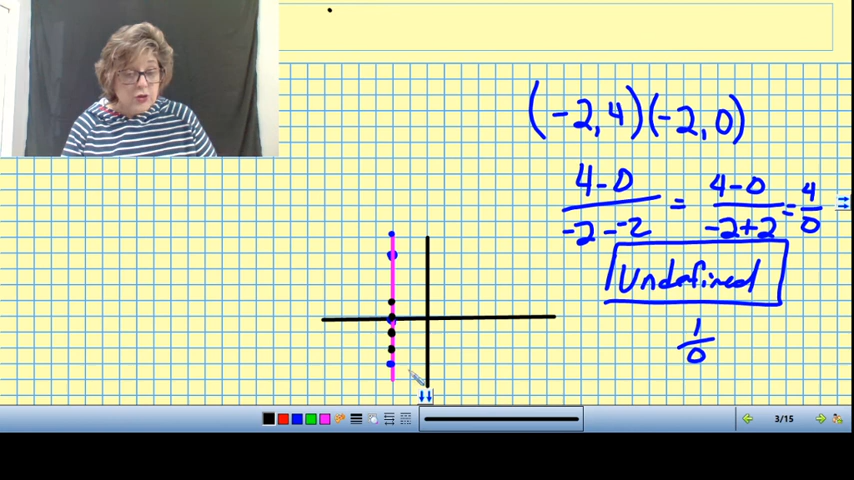 (-2,4)(-2,0)
4-0/-2--2 = 4-0/-2+2 = 4/0
Undefined
1/0
3/15